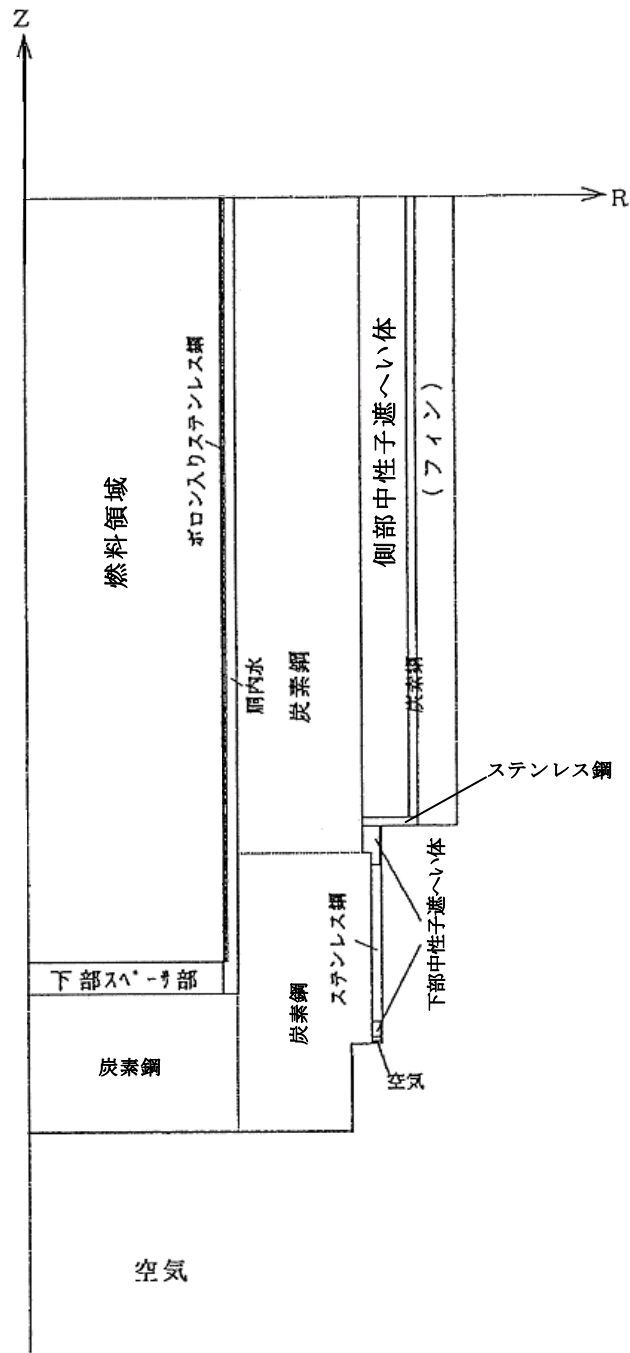 Z
R
燃料領域
ボロン入りステンレス鋼
胴内水
炭素鋼
側部中性子遮へい体
炭素鋼
(フィン)
ステンレス鋼
下部中性子遮へい体
ステンレス鋼
炭素鋼
空気
下部スペーサ部
炭素鋼
空気